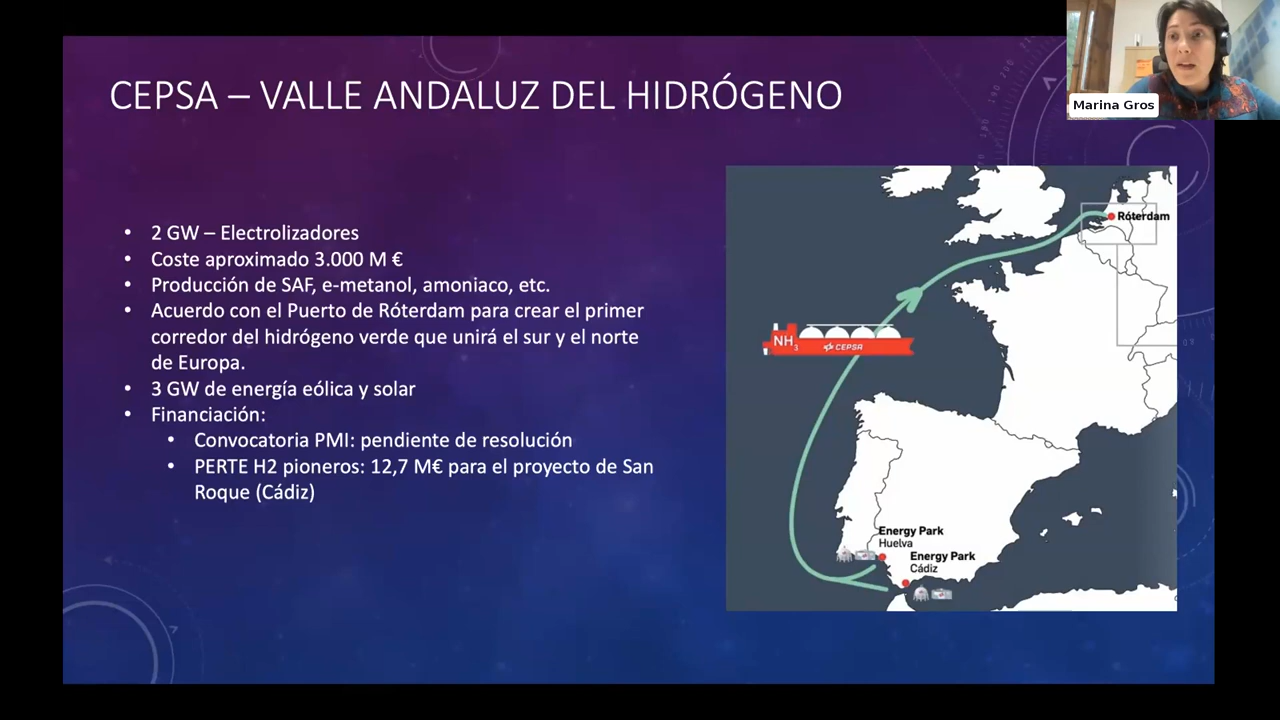 Marina Gros
CEPSA – VALLE ANDALUZ DEL HIDRÓGENO
• 2 GW – Electrolizadores
• Coste aproximado 3.000 M €
• Producción de SAF, e-metanol, amoniaco, etc.
• Acuerdo con el Puerto de Róterdam para crear el primer
corredor del hidrógeno verde que unirá el sur y el norte
de Europa.
• 3 GW de energía eólica y solar
• Financiación:
• Convocatoria PMI: pendiente de resolución
• PERTE H2 pioneros: 12,7 M€ para el proyecto de San
Roque (Cádiz)
Róterdam
NH3
CEPSA
Energy Park
Huelva
Energy Park
Cádiz